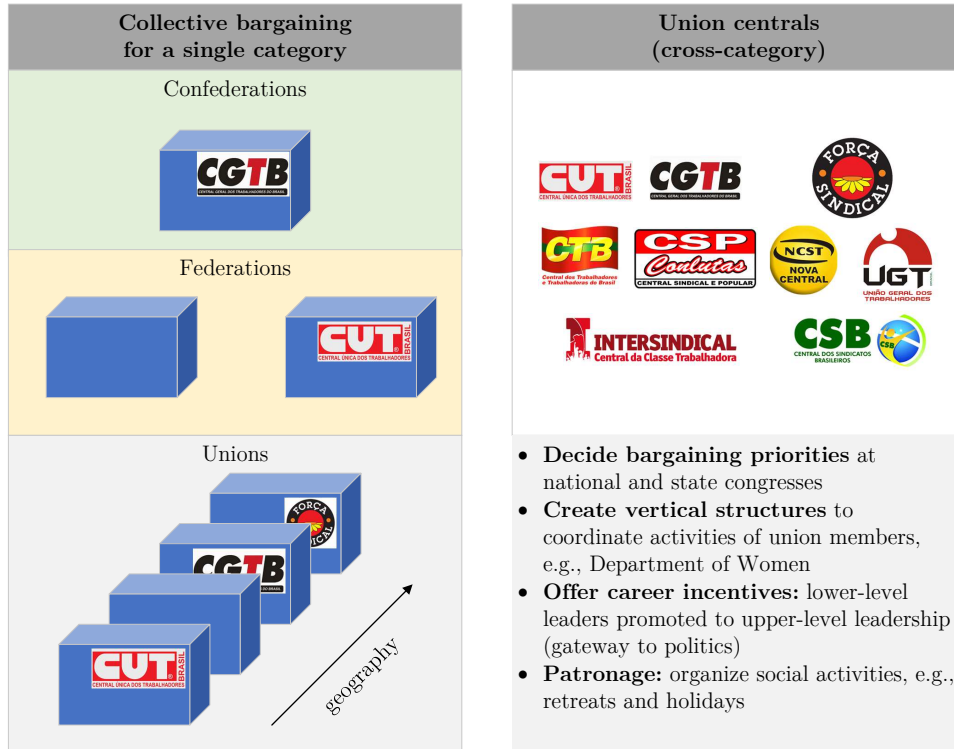 Collective bargaining
for a single category
Confederations
CGTB
CENTRAL GERAL DOS TRABALHADORES DO BRASIL
Federations
CUT BRASIL
CENTRAL ÚNICA DOS TRABALHADORES
Unions
FORÇA
CGTB
CUT BRASIL
CENTRAL ÚNICA DOS TRABALHADORES
geography
Union centrals
(cross-category)
CUT BRASIL
CENTRAL ÚNICA DOS TRABALHADORES
CGTB
CENTRAL GERAL DOS TRABALHADORES DO BRASIL
FORÇA
SINDICAL
CTB
Central dos Trabalhadores
e Trabalhadoras do Brasil
CSP
Conlutas
CENTRAL SINDICAL E POPULAR
NCST
NOVA
CENTRAL
UGT
UNIÃO GERAL DOS
TRABALHADORES
INTERSINDICAL
Central da Classe Trabalhadora
CSB
CENTRAL DOS SINDICATOS
BRASILEIROS
CSB
• Decide bargaining priorities at
national and state congresses
• Create vertical structures to
coordinate activities of union members,
e.g., Department of Women
• Offer career incentives: lower-level
leaders promoted to upper-level leadership
(gateway to politics)
• Patronage: organize social activities, e.g.,
retreats and holidays